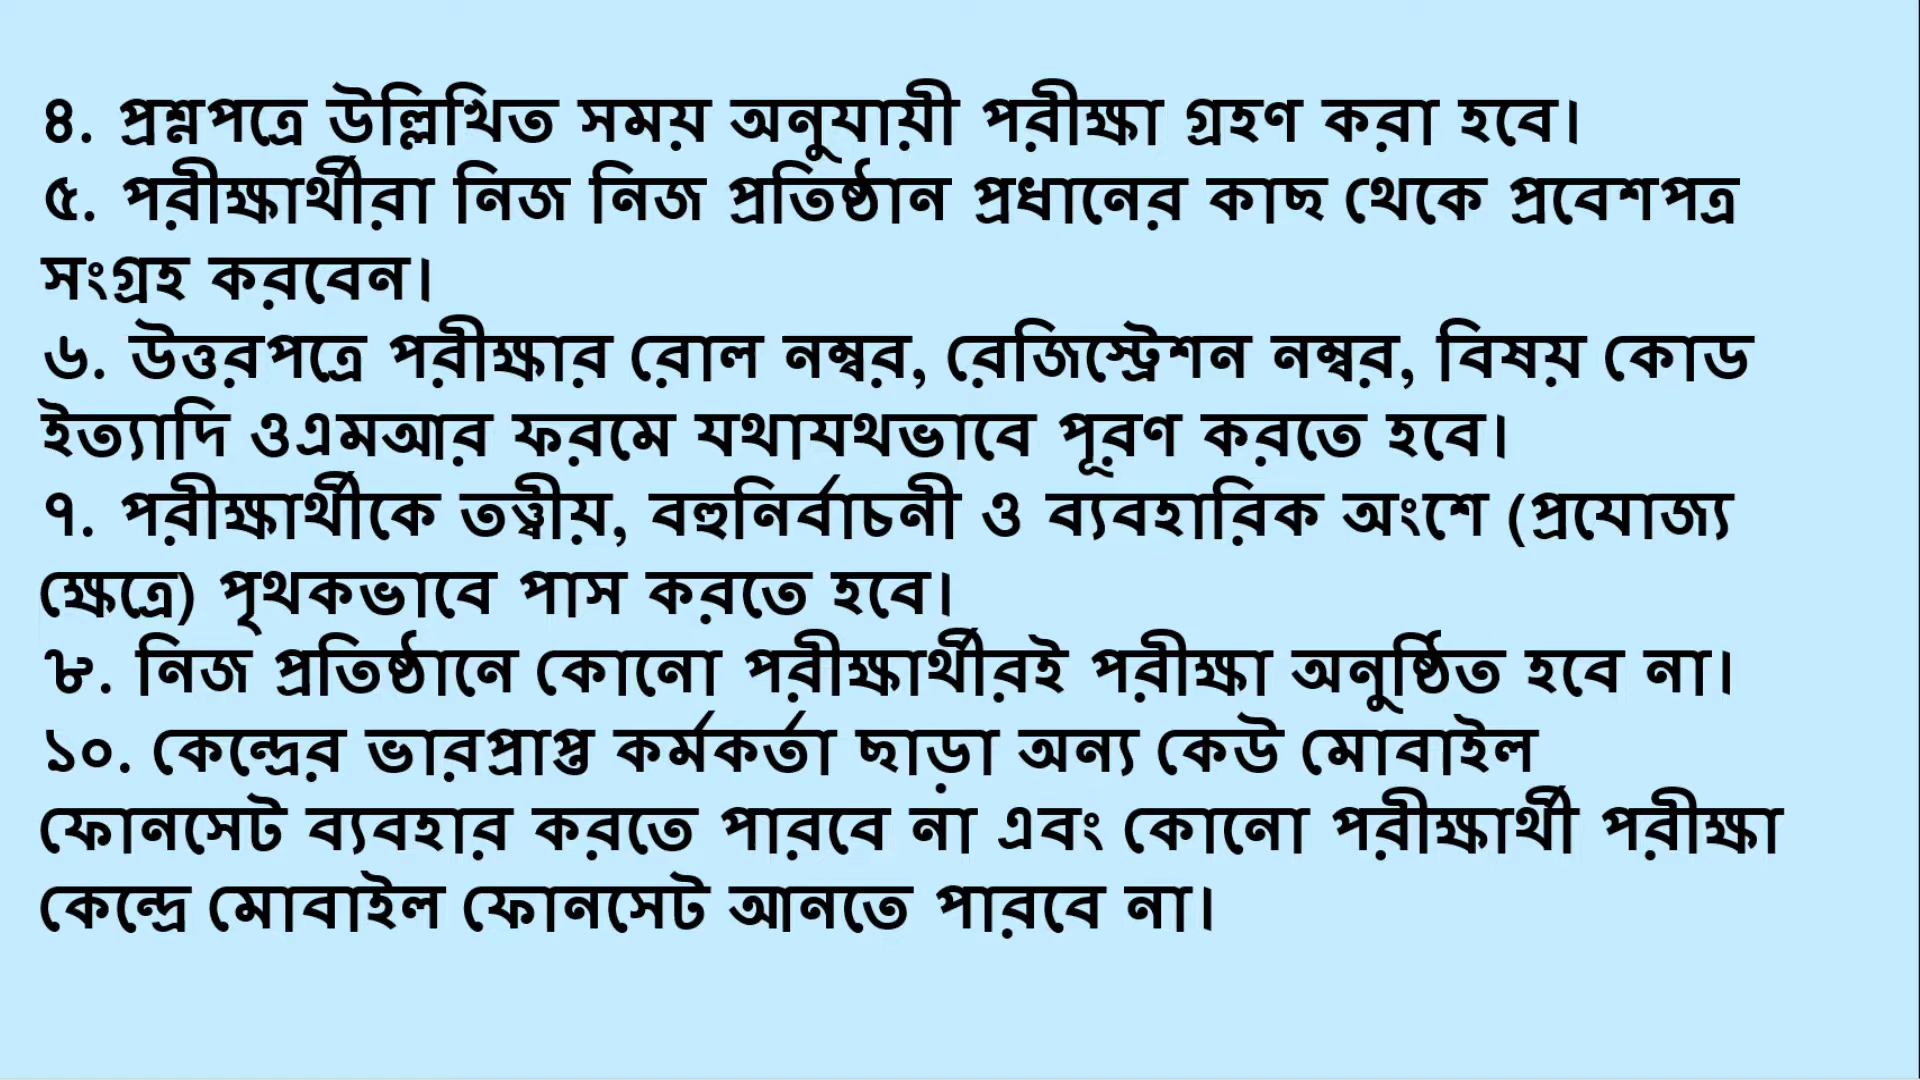 ৪. প্রশ্নপত্রে উল্লিখিত সময় অনুযায়ী পরীক্ষা গ্রহণ করা হবে।
৫. পরীক্ষার্থীরা নিজ নিজ প্রতিষ্ঠান প্রধানের কাছ থেকে প্রবেশপত্র
সংগ্রহ করবেন।
৬. উত্তরপত্রে পরীক্ষার রোল নম্বর, রেজিস্ট্রেশন নম্বর, বিষয় কোড
ইত্যাদি ওএমআর ফরমে যথাযথভাবে পূরণ করতে হবে।
৭. পরীক্ষার্থীকে তত্ত্বীয়, বহুনির্বাচনী ও ব্যবহারিক অংশে (প্রযোজ্য
ক্ষেত্রে) পৃথকভাবে পাস করতে হবে।
৮. নিজ প্রতিষ্ঠানে কোনো পরীক্ষার্থীরই পরীক্ষা অনুষ্ঠিত হবে না।
১০. কেন্দ্রের ভারপ্রাপ্ত কর্মকর্তা ছাড়া অন্য কেউ মোবাইল
ফোনসেট ব্যবহার করতে পারবে না এবং কোনো পরীক্ষার্থী পরীক্ষা
কেন্দ্রে মোবাইল ফোনসেট আনতে পারবে না।